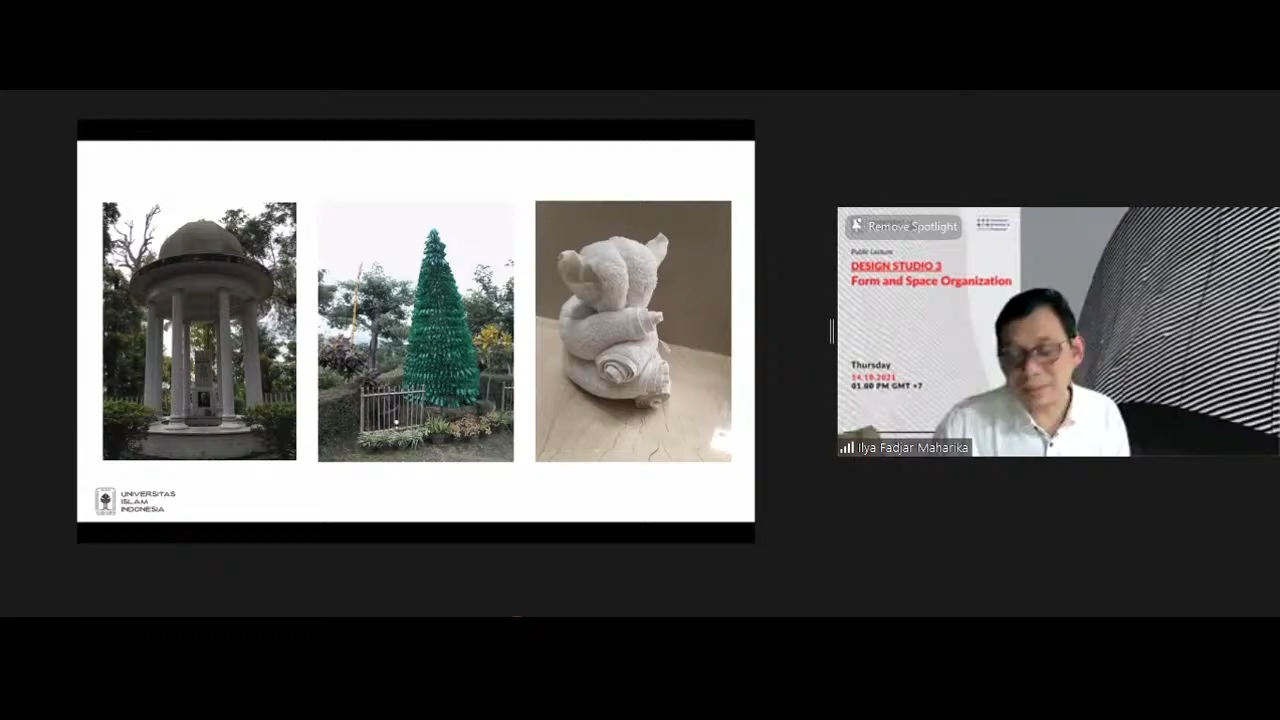 UNIVERSITAS
ISLAM
INDONESIA
Remove Spotlight
Public Lecture
DESIGN STUDIO 3
Form and Space Organization
Thursday
14.10.2021
01.00 PM GMT +7
Ilya Fadjar Maharika